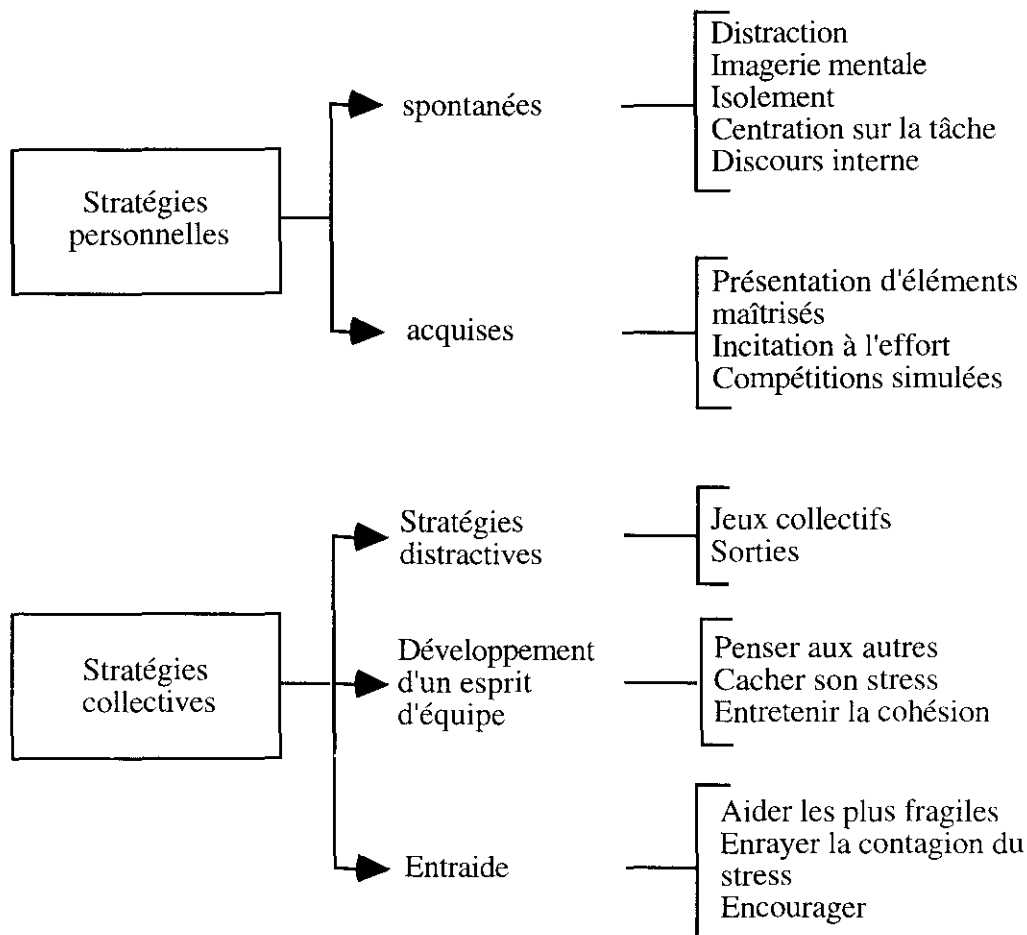 Stratégies
personnelles
spontanées
Distraction
Imagerie mentale
Isolement
Centration sur la tâche
Discours interne
acquises
Présentation d'éléments
maîtrisés
Incitation à l'effort
Compétitions simulées
Stratégies
collectives
Stratégies
distractives
Jeux collectifs
Sorties
Développement
d'un esprit
d'équipe
Penser aux autres
Cacher son stress
Entretenir la cohésion
Entraide
Aider les plus fragiles
Enrayer la contagion du
stress
Encourager